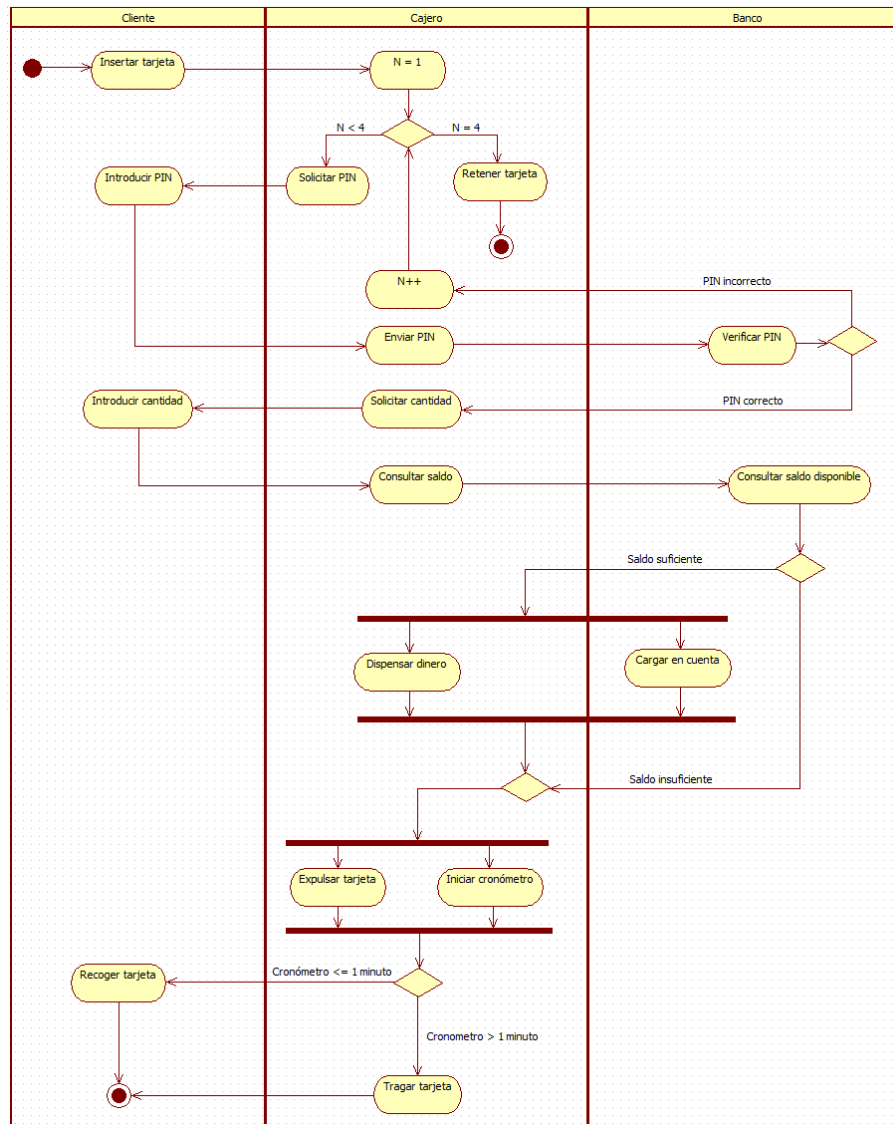 Cliente
Cajero
Banco
Insertar tarjeta
N = 1
N < 4
N = 4
Introducir PIN
Solicitar PIN
Retener tarjeta
N++
PIN incorrecto
Enviar PIN
Verificar PIN
Introducir cantidad
Solicitar cantidad
PIN correcto
Consultar saldo
Consultar saldo disponible
Saldo suficiente
Dispensar dinero
Cargar en cuenta
Saldo insuficiente
Expulsar tarjeta
Iniciar cronómetro
Recoger tarjeta
Cronómetro <= 1 minuto
Cronometro > 1 minuto
Tragar tarjeta